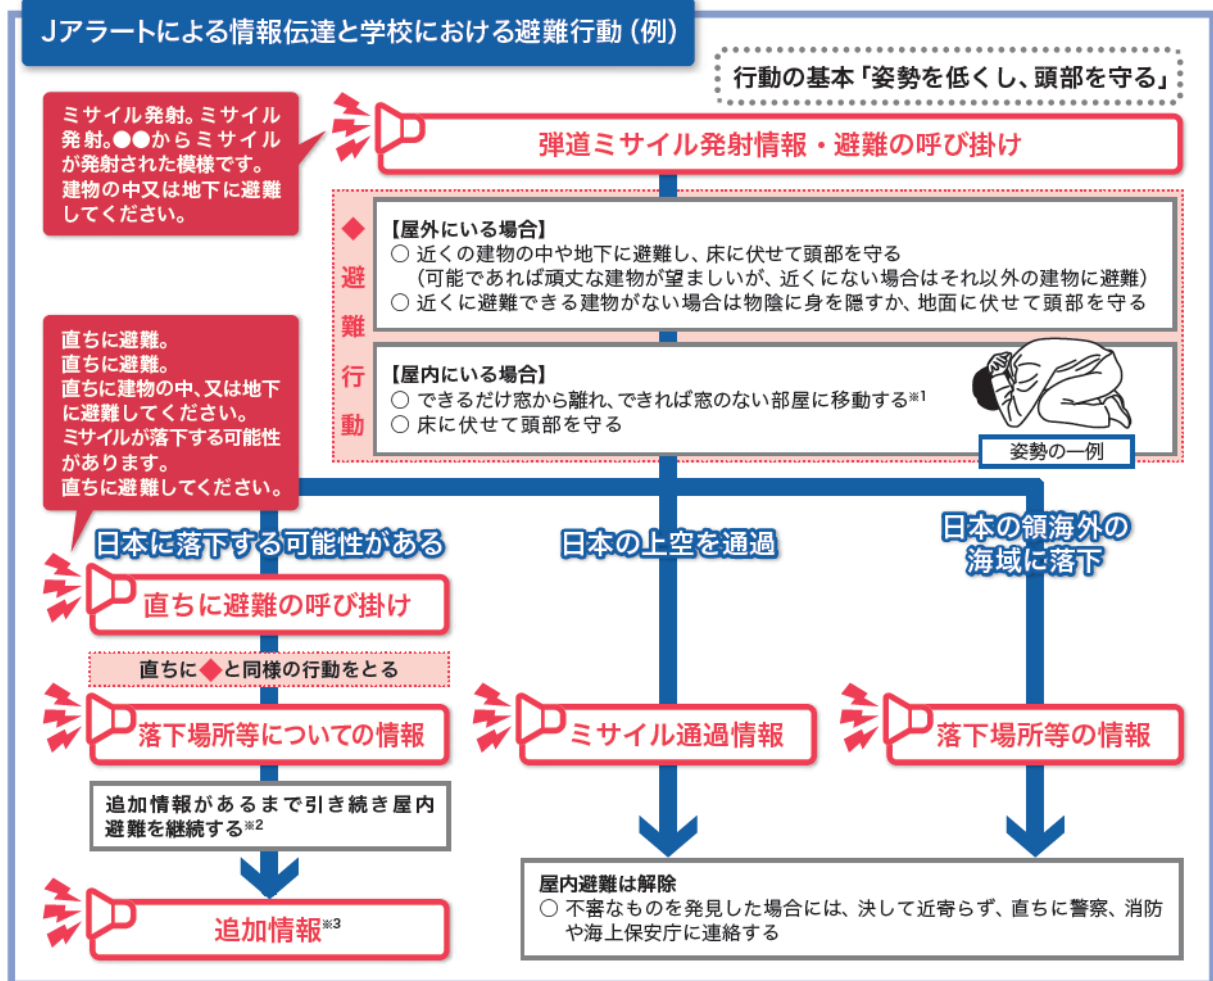 Jアラートによる情報伝達と学校における避難行動（例）
行動の基本「姿勢を低くし、頭部を守る」
ミサイル発射。ミサイル
発射。●●からミサイル
が発射された模様です。
建物の中又は地下に避難
してください。
弾道ミサイル発射情報・避難の呼び掛け
◆避難行動
【屋外にいる場合】
○ 近くの建物の中や地下に避難し、床に伏せて頭部を守る
（可能であれば頑丈な建物が望ましいが、近くにない場合はそれ以外の建物に避難）
○ 近くに避難できる建物がない場合は物陰に身を隠すか、地面に伏せて頭部を守る
【屋内にいる場合】
○ できるだけ窓から離れ、できれば窓のない部屋に移動する※1
○ 床に伏せて頭部を守る
姿勢の一例
直ちに避難。
直ちに避難。
直ちに建物の中、又は地下
に避難してください。
ミサイルが落下する可能性
があります。
直ちに避難してください。
日本に落下する可能性がある
直ちに避難の呼び掛け
直ちに◆と同様の行動をとる
落下場所等についての情報
追加情報があるまで引き続き屋内
避難を継続する※2
追加情報※3
日本の上空を通過
ミサイル通過情報
日本の領海外の
海域に落下
落下場所等の情報
屋内避難は解除
○ 不審なものを発見した場合には、決して近寄らず、直ちに警察、消防
や海上保安庁に連絡する